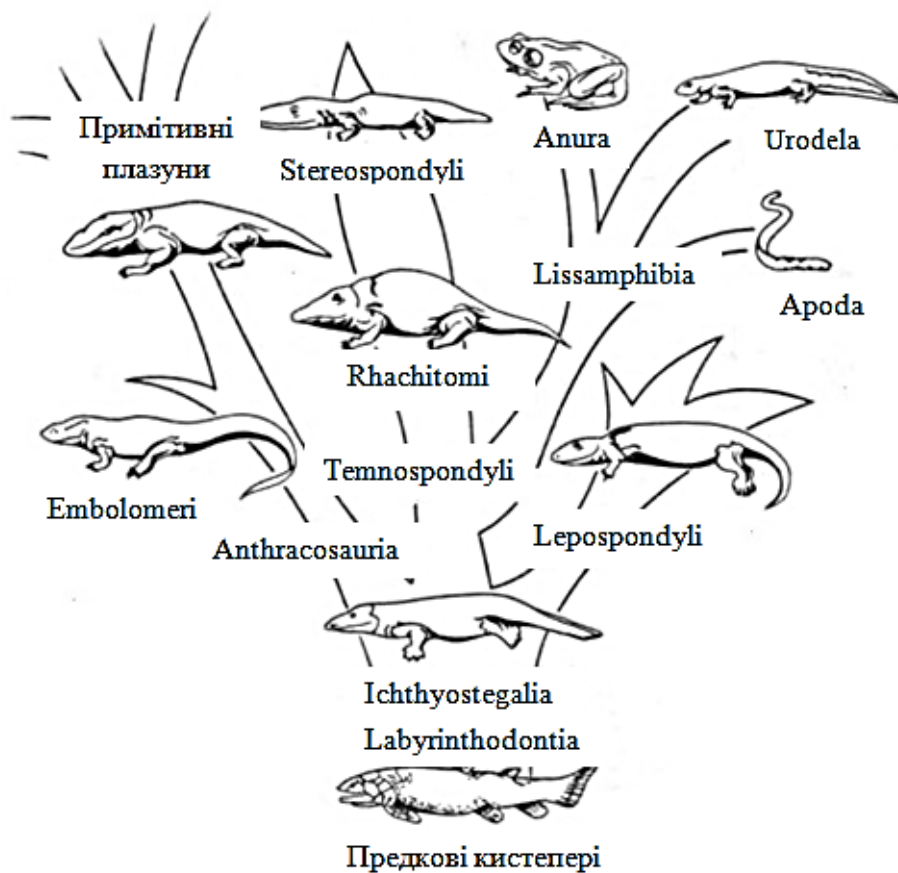 Примітивні
плазуни
Stereospondyli
Anura
Urodela
Lissamphibia
Apoda
Rhachitomi
Embolomeri
Temnospondyli
Anthracosauria
Lepospondyli
Ichthyostegalia
Labyrinthodontia
Предкові кистепері